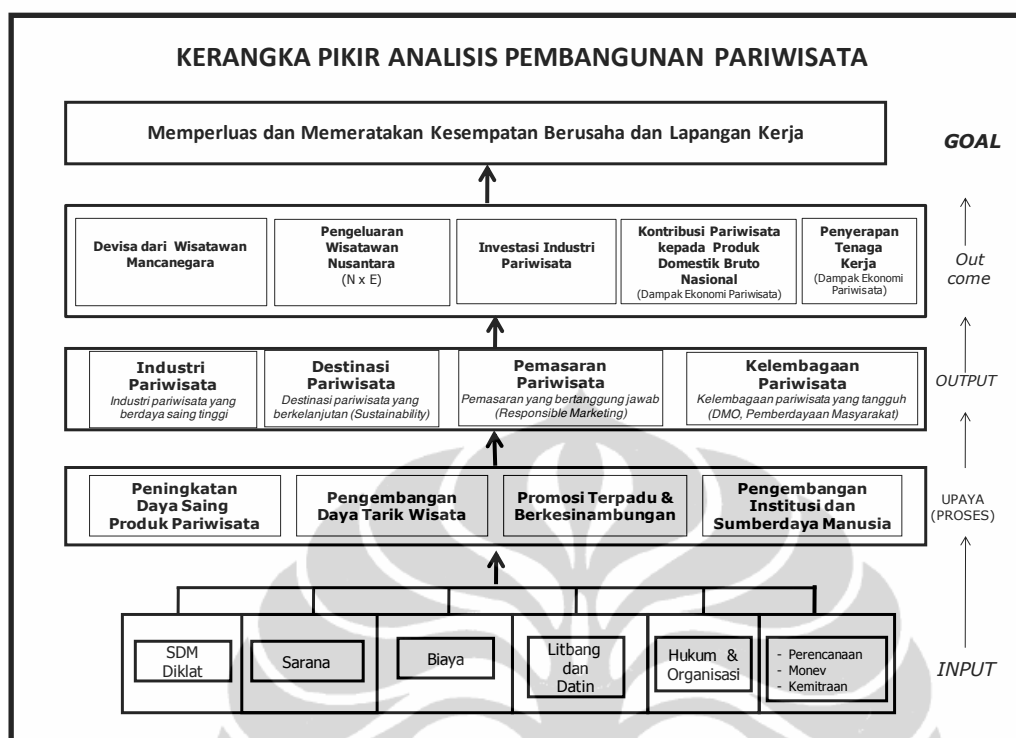 KERANGKA PIKIR ANALISIS PEMBANGUNAN PARIWISATA
Memperluas dan Memeratakan Kesempatan Berusaha dan Lapangan Kerja
GOAL
Devisa dari Wisatawan
Mancanegara
Pengeluaran
Wisatawan
Nusantara
(N x E)
Investasi Industri
Pariwisata
Kontribusi Pariwisata
kepada Produk
Domestik Bruto
Nasional
(Dampak Ekonomi Pariwisata)
Penyerapan
Tenaga
Kerja
(Dampak Ekonomi
Pariwisata)
Out
come
Industri
Pariwisata
Industri pariwisata yang
berdaya saing tinggi
Destinasi
Pariwisata
Destinasi pariwisata yang
berkelanjutan (Sustainability)
Pemasaran
Pariwisata
Pemasaran yang bertanggung jawab
(Responsible Marketing)
Kelembagaan
Pariwisata
Kelembagaan pariwisata yang tangguh
(DMO, Pemberdayaan Masyarakat)
OUTPUT
Peningkatan
Daya Saing
Produk Pariwisata
Pengembangan
Daya Tarik Wisata
Promosi Terpadu &
Berkesinambungan
Pengembangan
Institusi dan
Sumberdaya Manusia
UPAYA
(PROSES)
SDM
Diklat
Sarana
Biaya
Litbang
dan
Datin
Hukum &
Organisasi
- Perencanaan
- Monev
- Kemitraan
INPUT